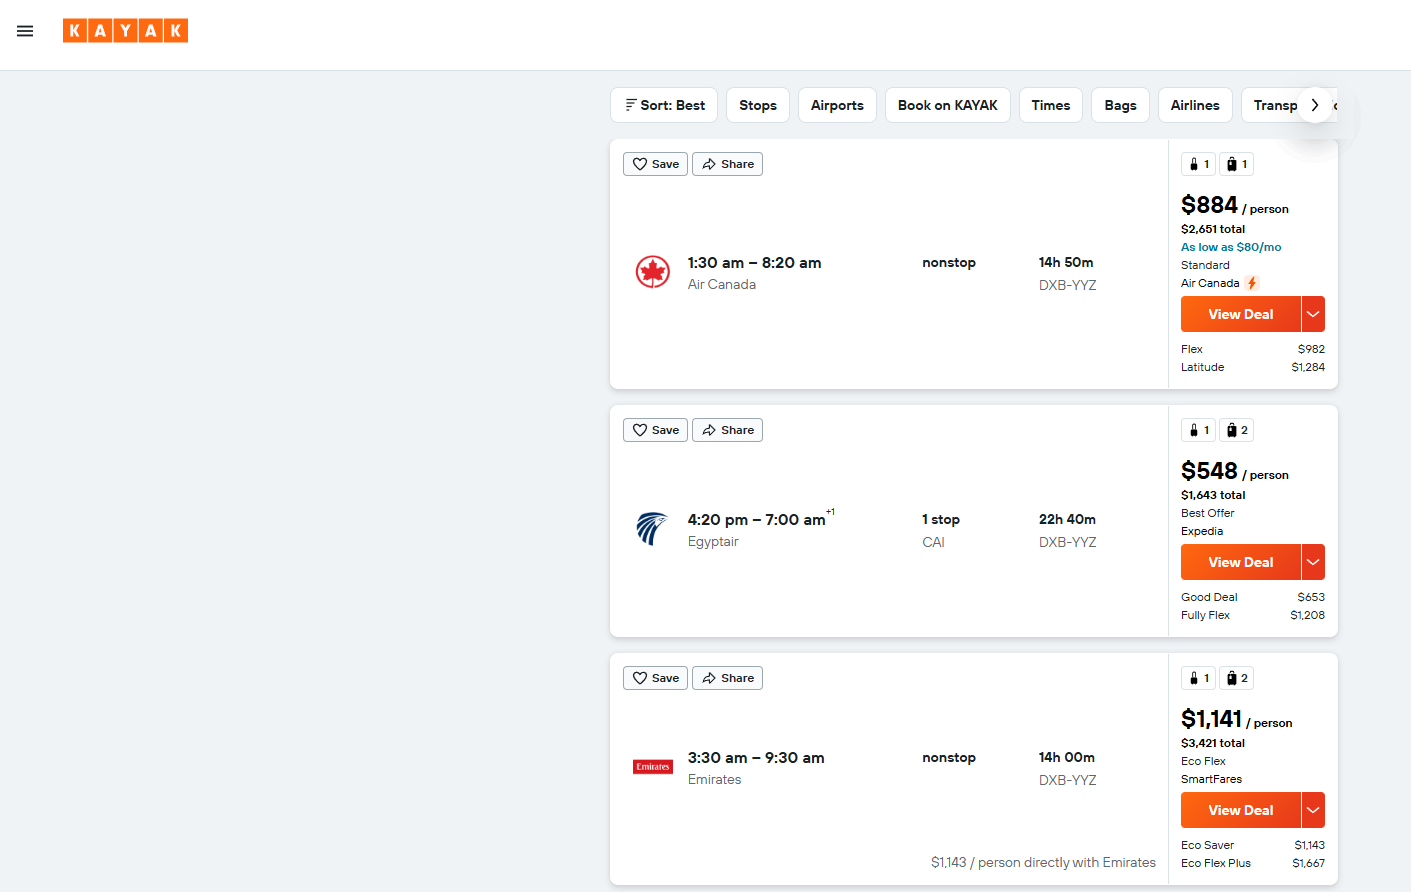 KAYAK
Sort: Best
Stops
Airports
Book on KAYAK
Times
Bags
Airlines
Transp
Save
Share
1:30 am – 8:20 am
Air Canada
nonstop
14h 50m
DXB-YYZ
1
1
$884 / person
$2,651 total
As low as $80/mo
Standard
Air Canada
View Deal
Flex $982
Latitude $1,284
Save
Share
4:20 pm – 7:00 am+1
Egyptair
1 stop
CAI
22h 40m
DXB-YYZ
1
2
$548 / person
$1,643 total
Best Offer
Expedia
View Deal
Good Deal $653
Fully Flex $1,208
Save
Share
Emirates
3:30 am – 9:30 am
Emirates
nonstop
14h 00m
DXB-YYZ
$1,143 / person directly with Emirates
1
2
$1,141 / person
$3,421 total
Eco Flex
SmartFares
View Deal
Eco Saver $1,143
Eco Flex Plus $1,667